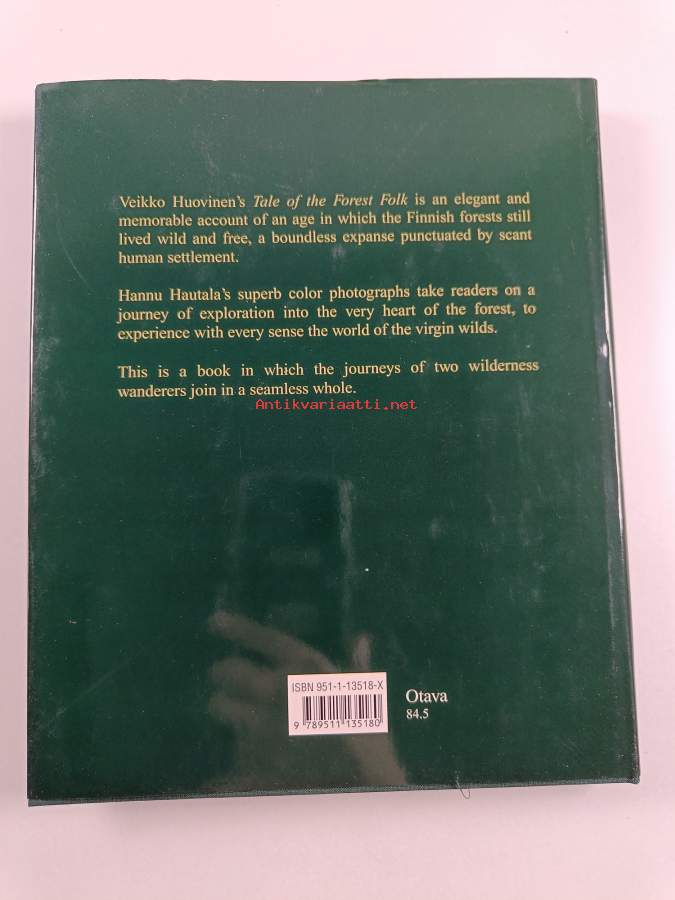 Veikko Huovinen's Tale of the Forest Folk is an elegant and
memorable account of an age in which the Finnish forests still
lived wild and free, a boundless expanse punctuated by scant
human settlement.
Hannu Hautala's superb color photographs take readers on a
journey of exploration into the very heart of the forest, to
experience with every sense the world of the virgin wilds.
This is a book in which the journeys of two wilderness
wanderers join in a seamless whole.
Antikvariaatti.net
ISBN 951-1-13518-X
9 789511 135180
Otava
84.5